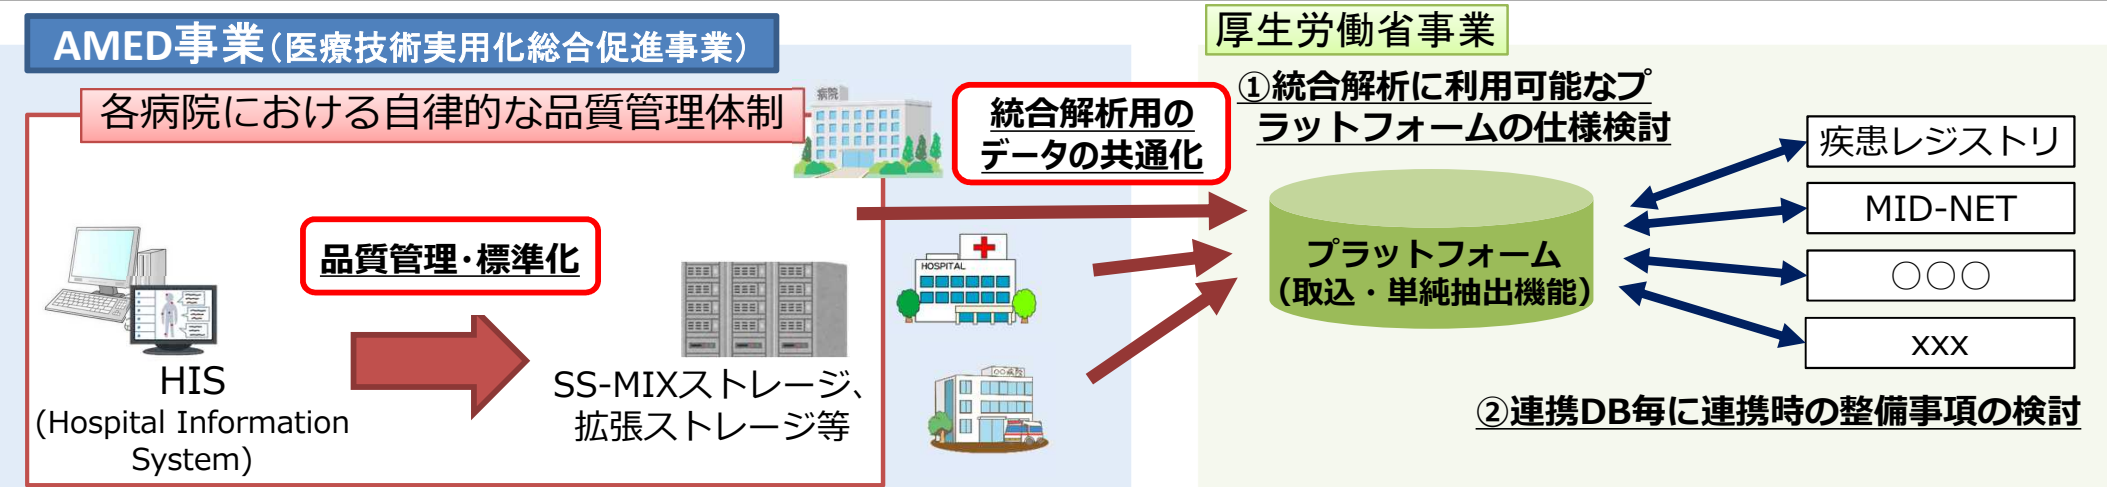 AMED事業(医療技術実用化総合促進事業)
各病院における自律的な品質管理体制
病院
HIS
(Hospital Information
System)
品質管理・標準化
SS-MIXストレージ、
拡張ストレージ等
統合解析用の
データの共通化
HOSPITAL
〇〇病院
厚生労働省事業
①統合解析に利用可能なプ
ラットフォームの仕様検討
プラットフォーム
(取込・単純抽出機能)
疾患レジストリ
MID-NET
〇〇〇
xxx
②連携DB毎に連携時の整備事項の検討